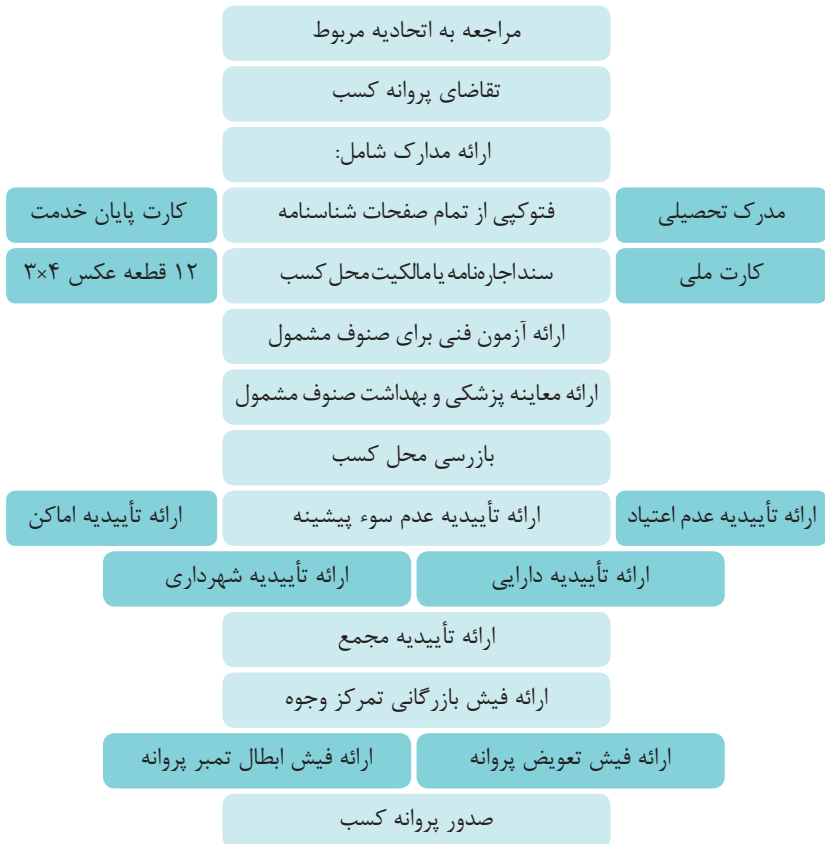 مراجعه به اتحادیه مربوط
تقاضای پروانه کسب
ارائه مدارک شامل:
مدرک تحصیلی
فتوکپی از تمام صفحات شناسنامه
کارت پایان خدمت
کارت ملی
سنداجاره‌نامه یا مالکیت محل کسب
۱۲ قطعه عکس ۴×۳
ارائه آزمون فنی برای صنوف مشمول
ارائه معاینه پزشکی و بهداشت صنوف مشمول
بازرسی محل کسب
ارائه تأییدیه عدم اعتیاد
ارائه تأییدیه عدم سوء پیشینه
ارائه تأییدیه اماکن
ارائه تأییدیه دارایی
ارائه تأییدیه شهرداری
ارائه تأییدیه مجمع
ارائه فیش بازرگانی تمرکز وجوه
ارائه فیش تعویض پروانه
ارائه فیش ابطال تمبر پروانه
صدور پروانه کسب